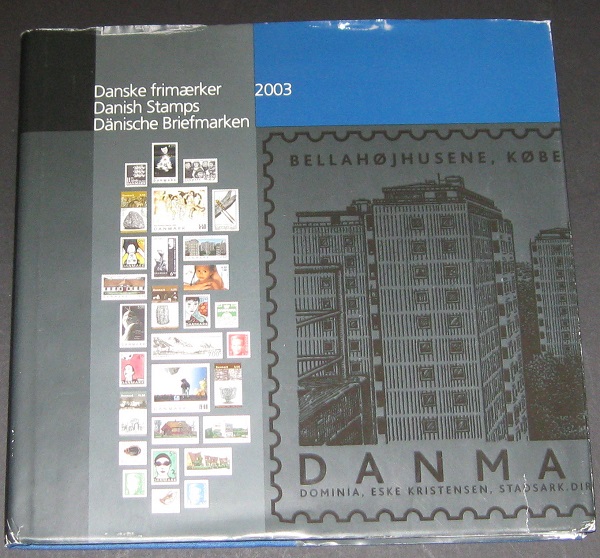 Danske frimærker
2003
Danish Stamps
Dänische Briefmarken
BELLAHØJHUSENE, KØBE
DANMA
DOMINIA, ESKE KRISTENSEN, STADSARK.DIR